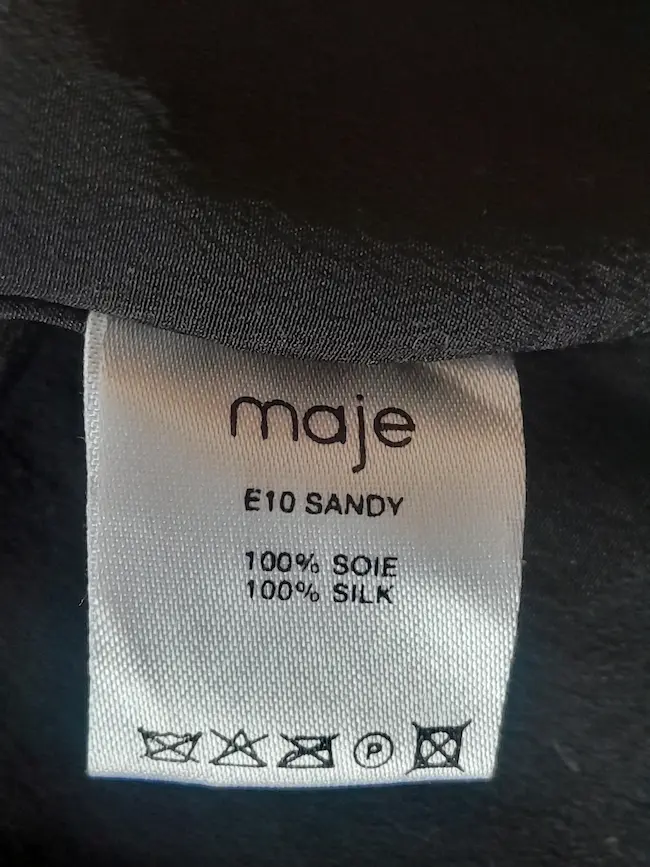 maje
E10 SANDY
100% SOIE
100% SILK
P